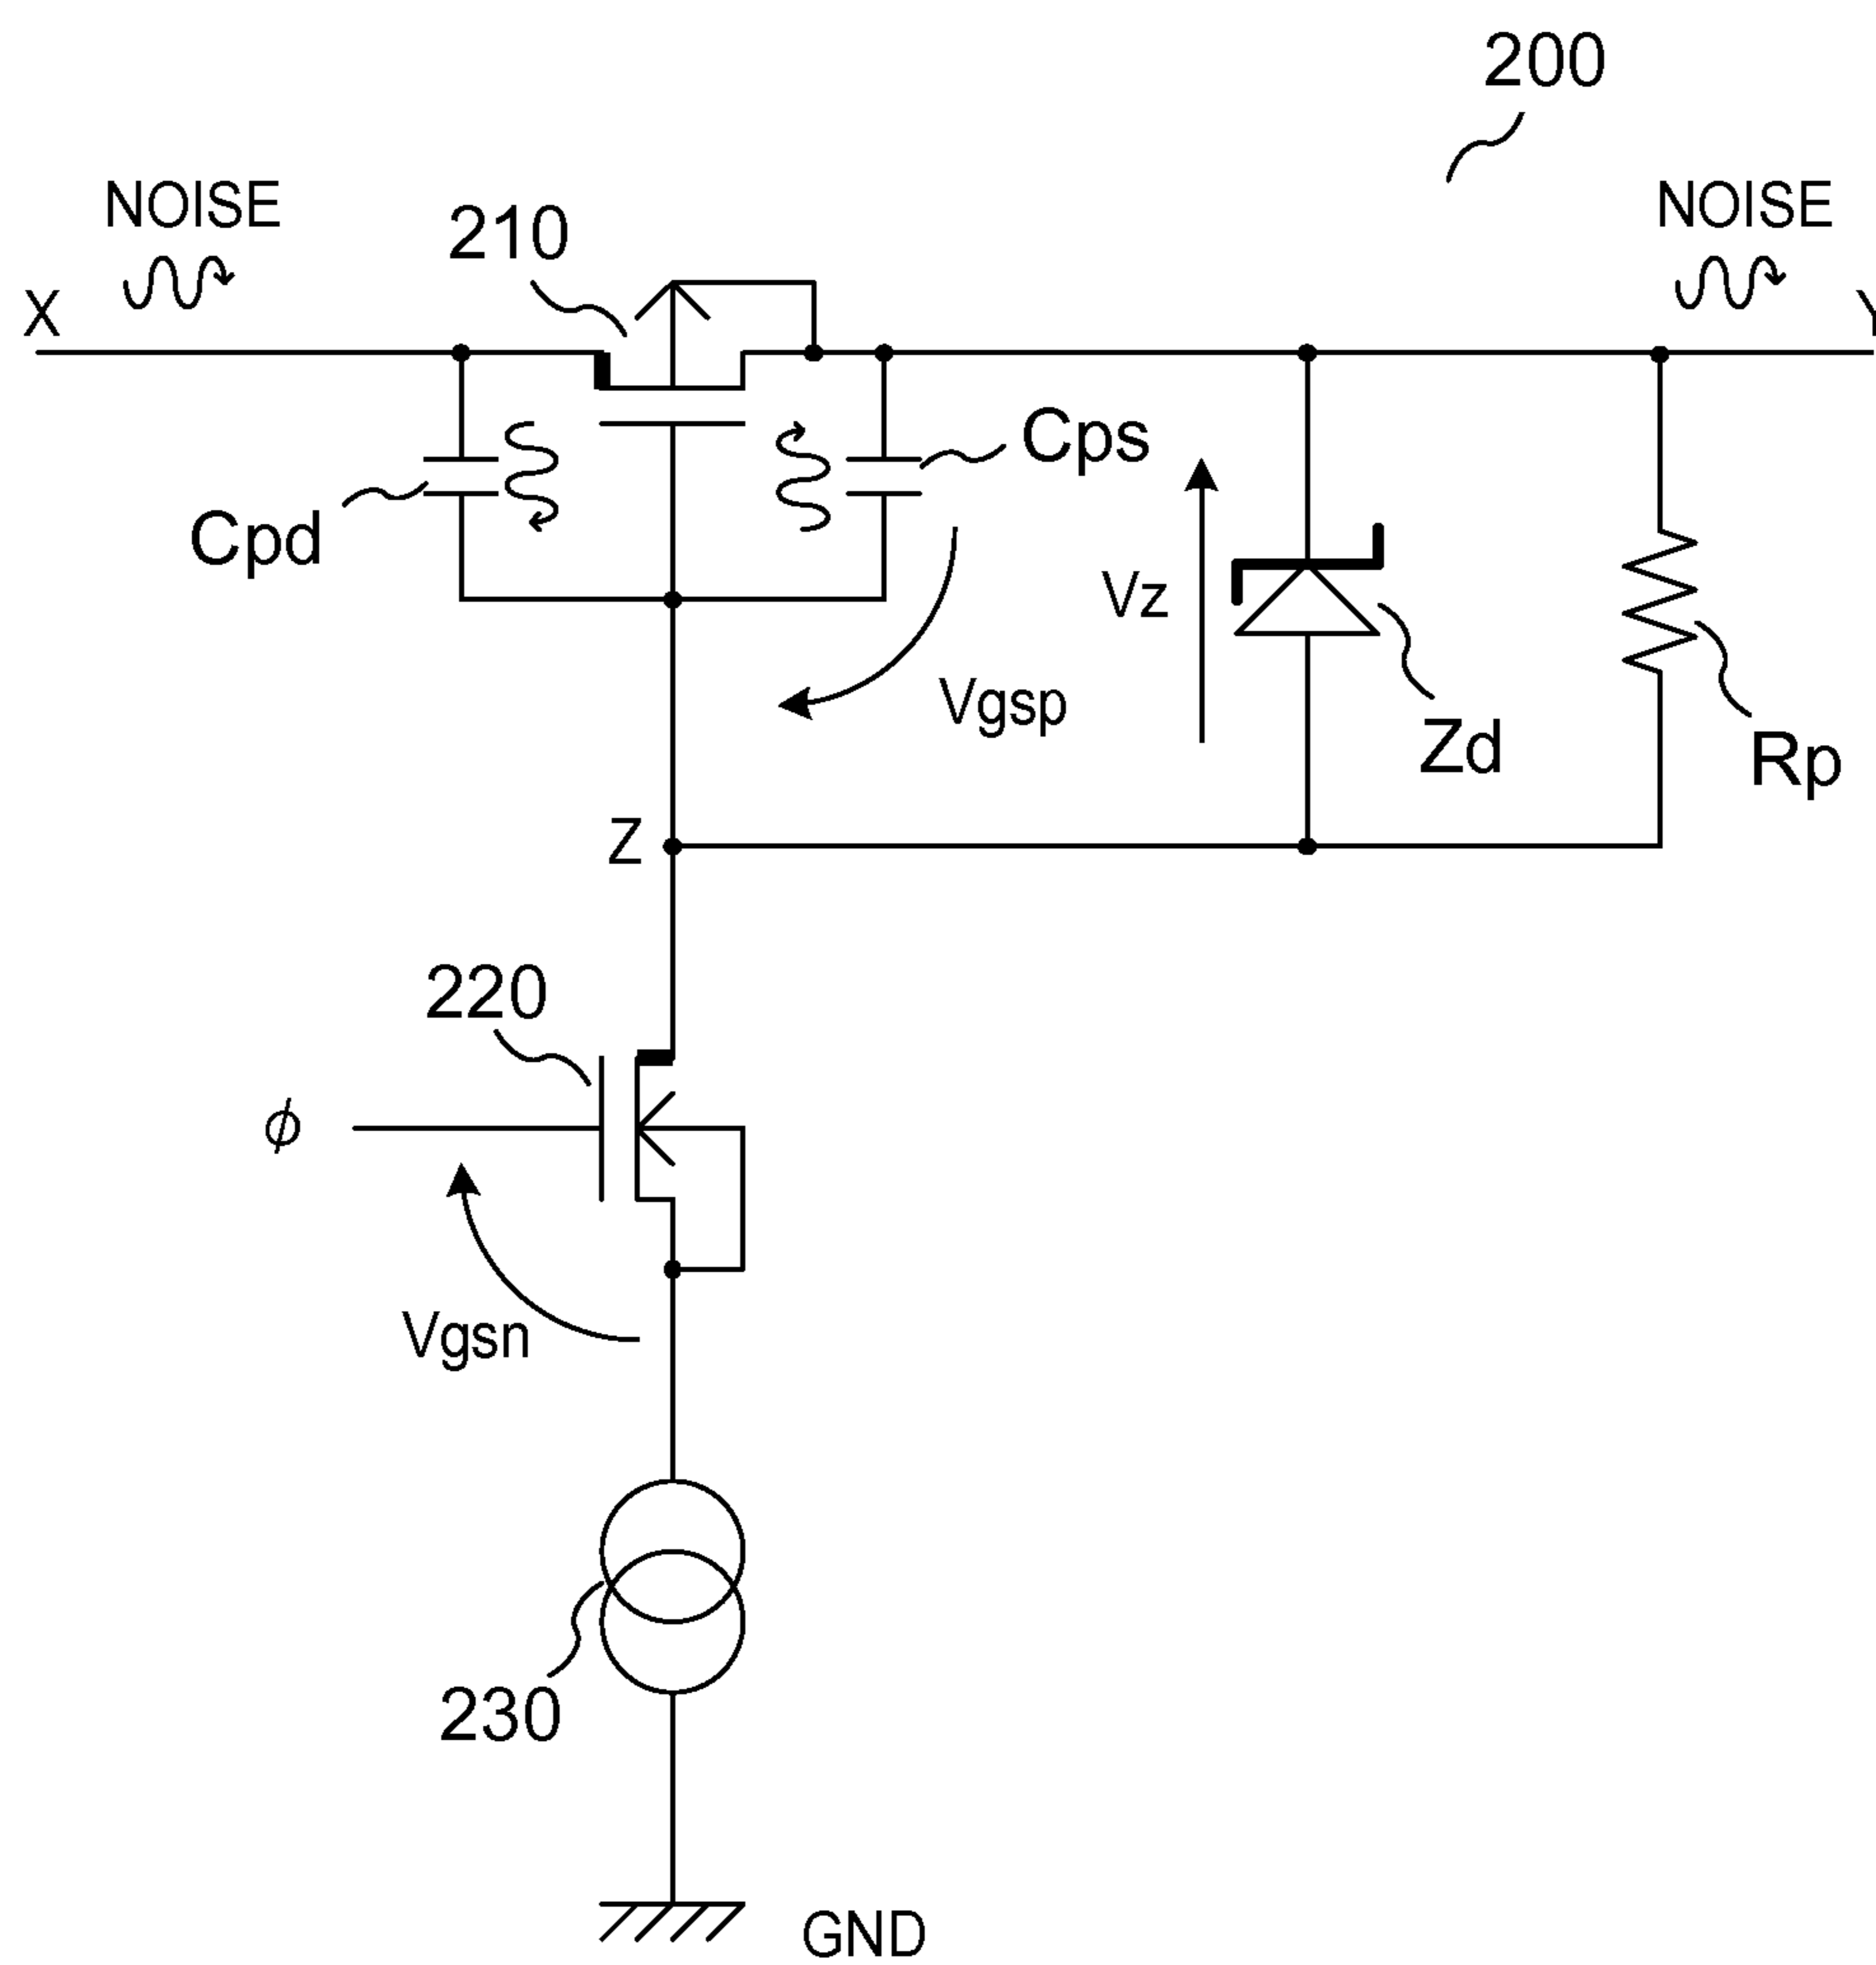 200
NOISE
NOISE
210
X
Y
Cps
Cpd
Vz
Vgsp
Zd
Rp
Z
220
ϕ
Vgsn
230
GND